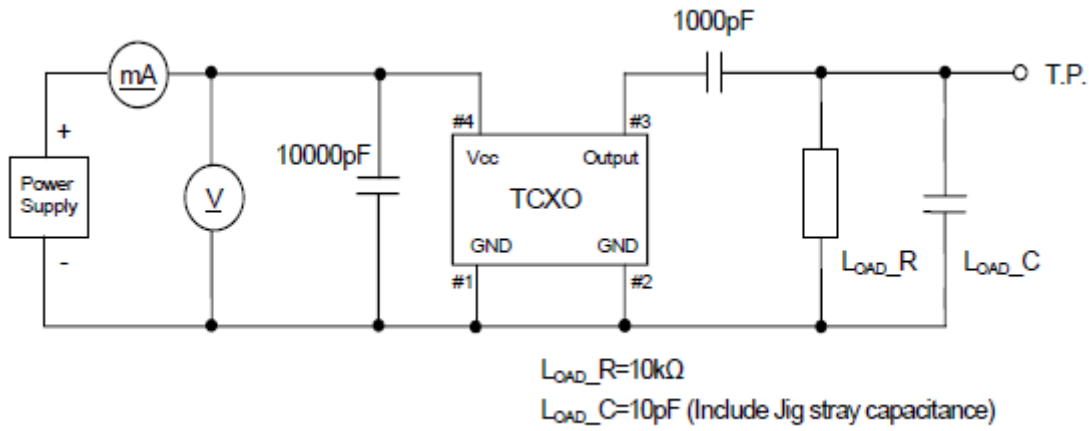 1000pF
mA
T.P.
+
#4
#3
10000pF
Vcc
Output
Power
Supply
V
TCXO
-
GND
GND
#1
#2
LOAD_R
LOAD_C
LOAD_R=10kΩ
LOAD_C=10pF (Include Jig stray capacitance)